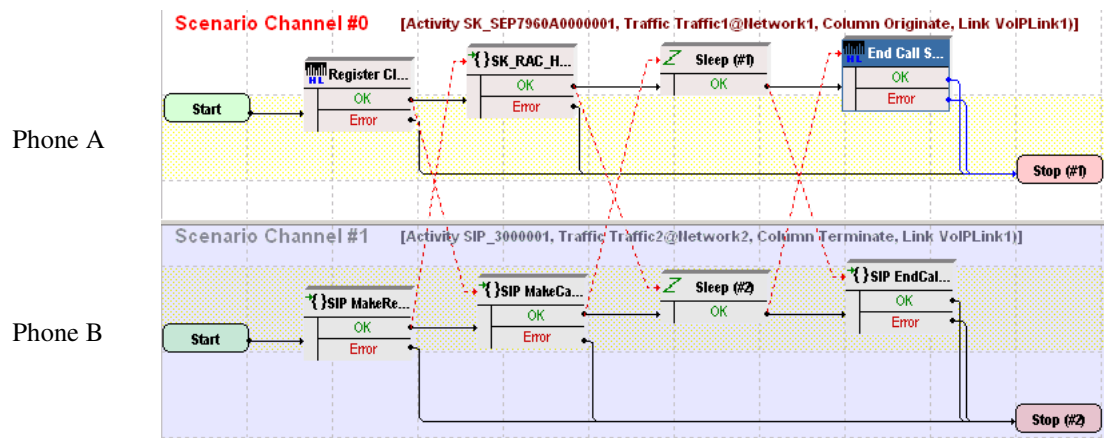 Scenario Channel #0 [Activity SK_SEP7960A0000001, Traffic Traffic1@Network1, Column Originate, Link VoIPLink1)]
Phone A
Start
HL Register Cl...
OK
Error
{}SK_RAC_H...
OK
Error
Sleep (#1)
OK
HL End Call S...
OK
Error
Stop (#1)
Scenario Channel #1 [Activity SIP_3000001, Traffic Traffic2@Network2, Column Terminate, Link VoIPLink1)]
Phone B
Start
{}SIP MakeRe...
OK
Error
{}SIP MakeCa...
OK
Error
Sleep (#2)
OK
{}SIP EndCal...
OK
Error
Stop (#2)